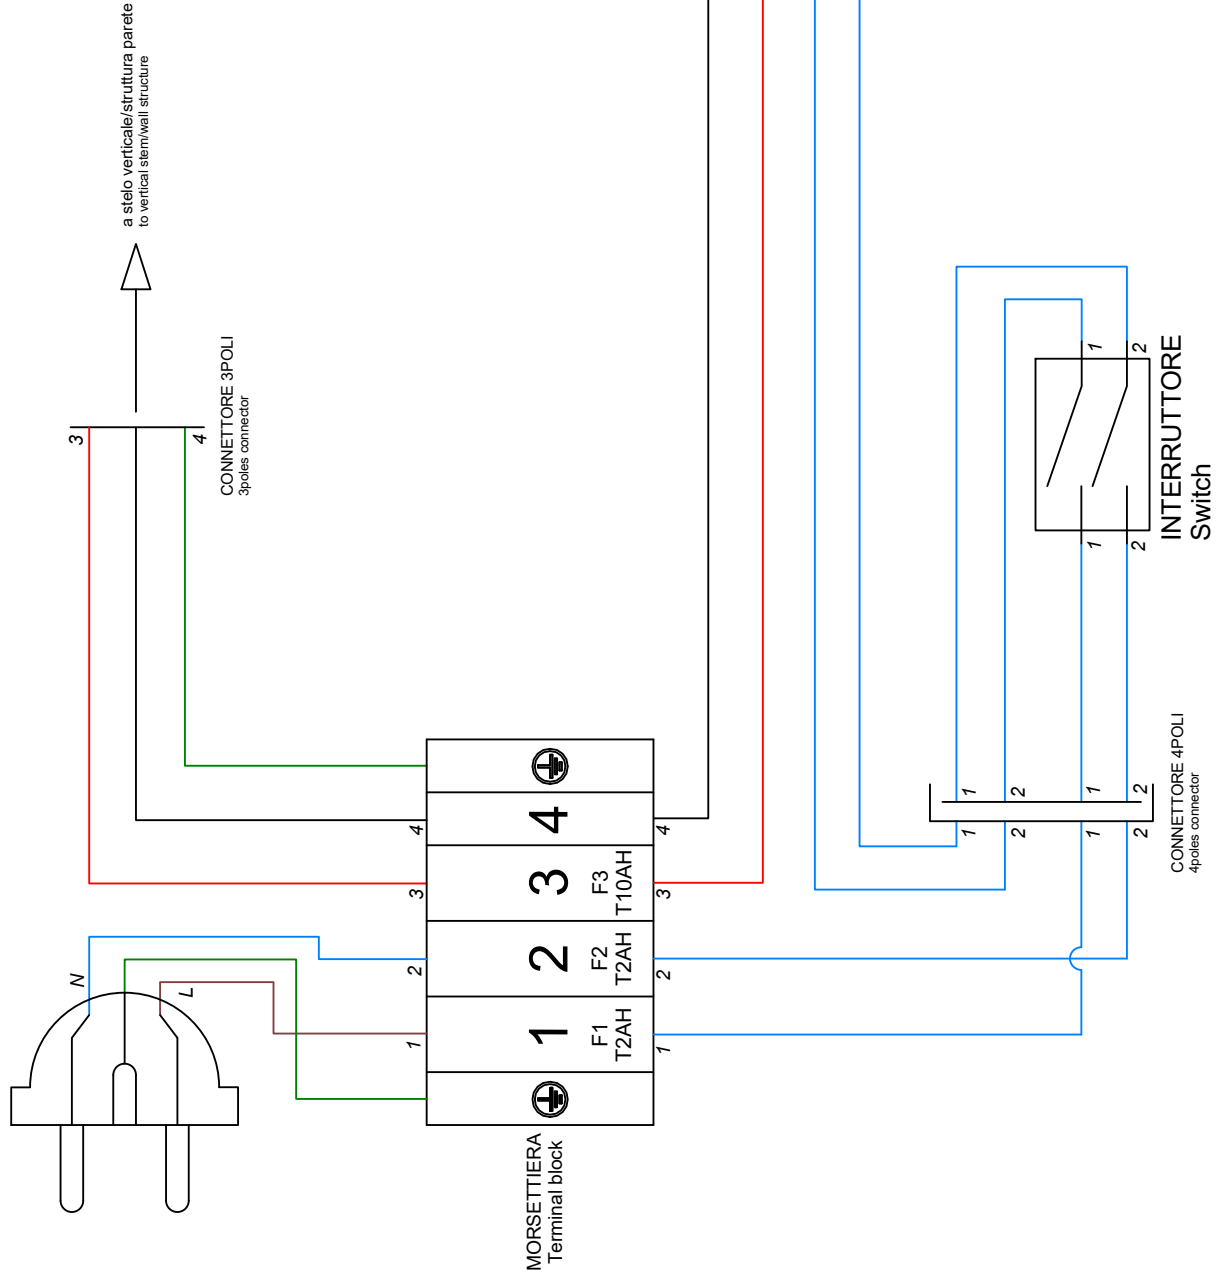 a stelo verticale/struttura parete
to vertical stem/wall structure
3
4
CONNETTORE 3POLI
3poles connector
N
L
1
2
3
4
1
2
3
4
F1
T2AH
F2
T2AH
F3
T10AH
1
2
3
4
MORSETTIERA
Terminal block
1
2
1
2
1
2
1
2
CONNETTORE 4POLI
4poles connector
1
2
1
2
INTERRUTTORE
Switch